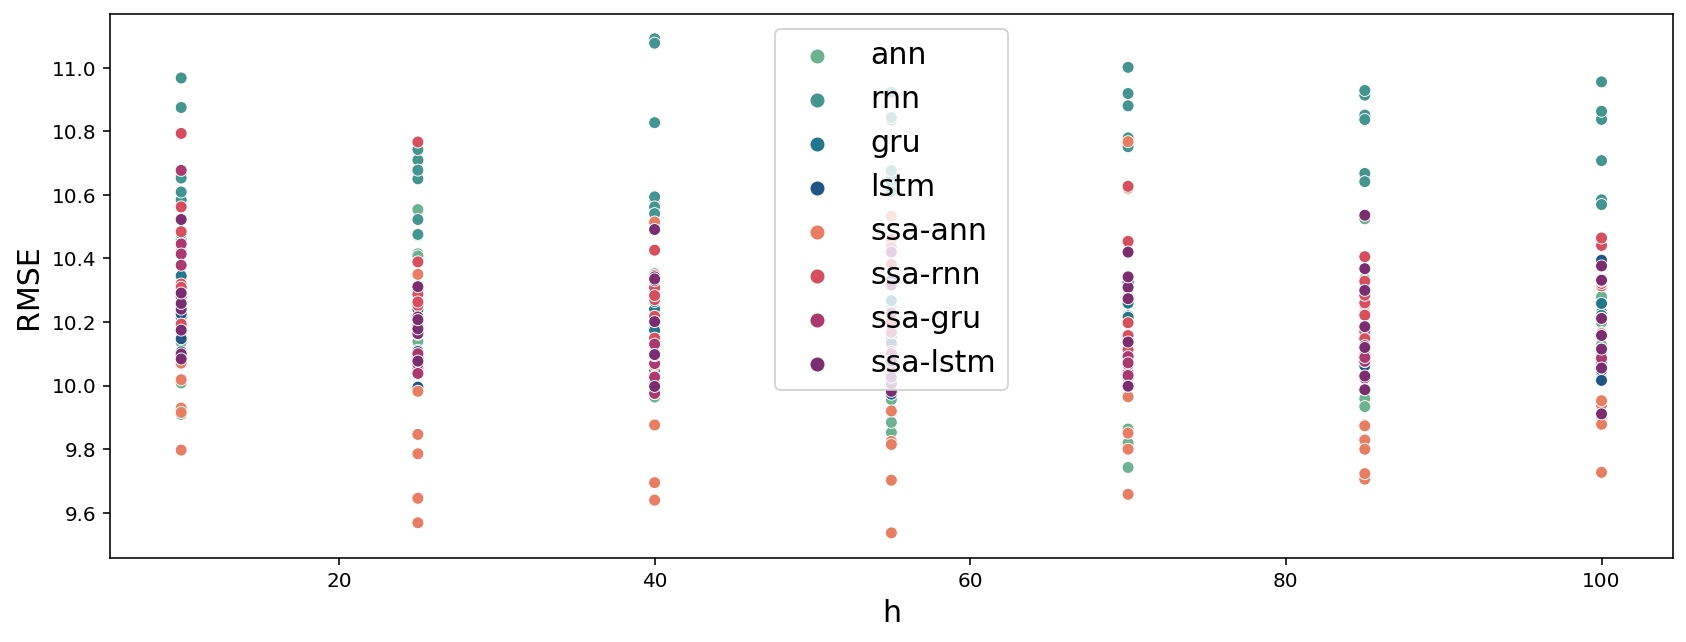 RMSE
11.0
10.8
10.6
10.4
10.2
10.0
9.8
9.6
ann
rnn
gru
lstm
ssa-ann
ssa-rnn
ssa-gru
ssa-lstm
20
40
60
80
100
h